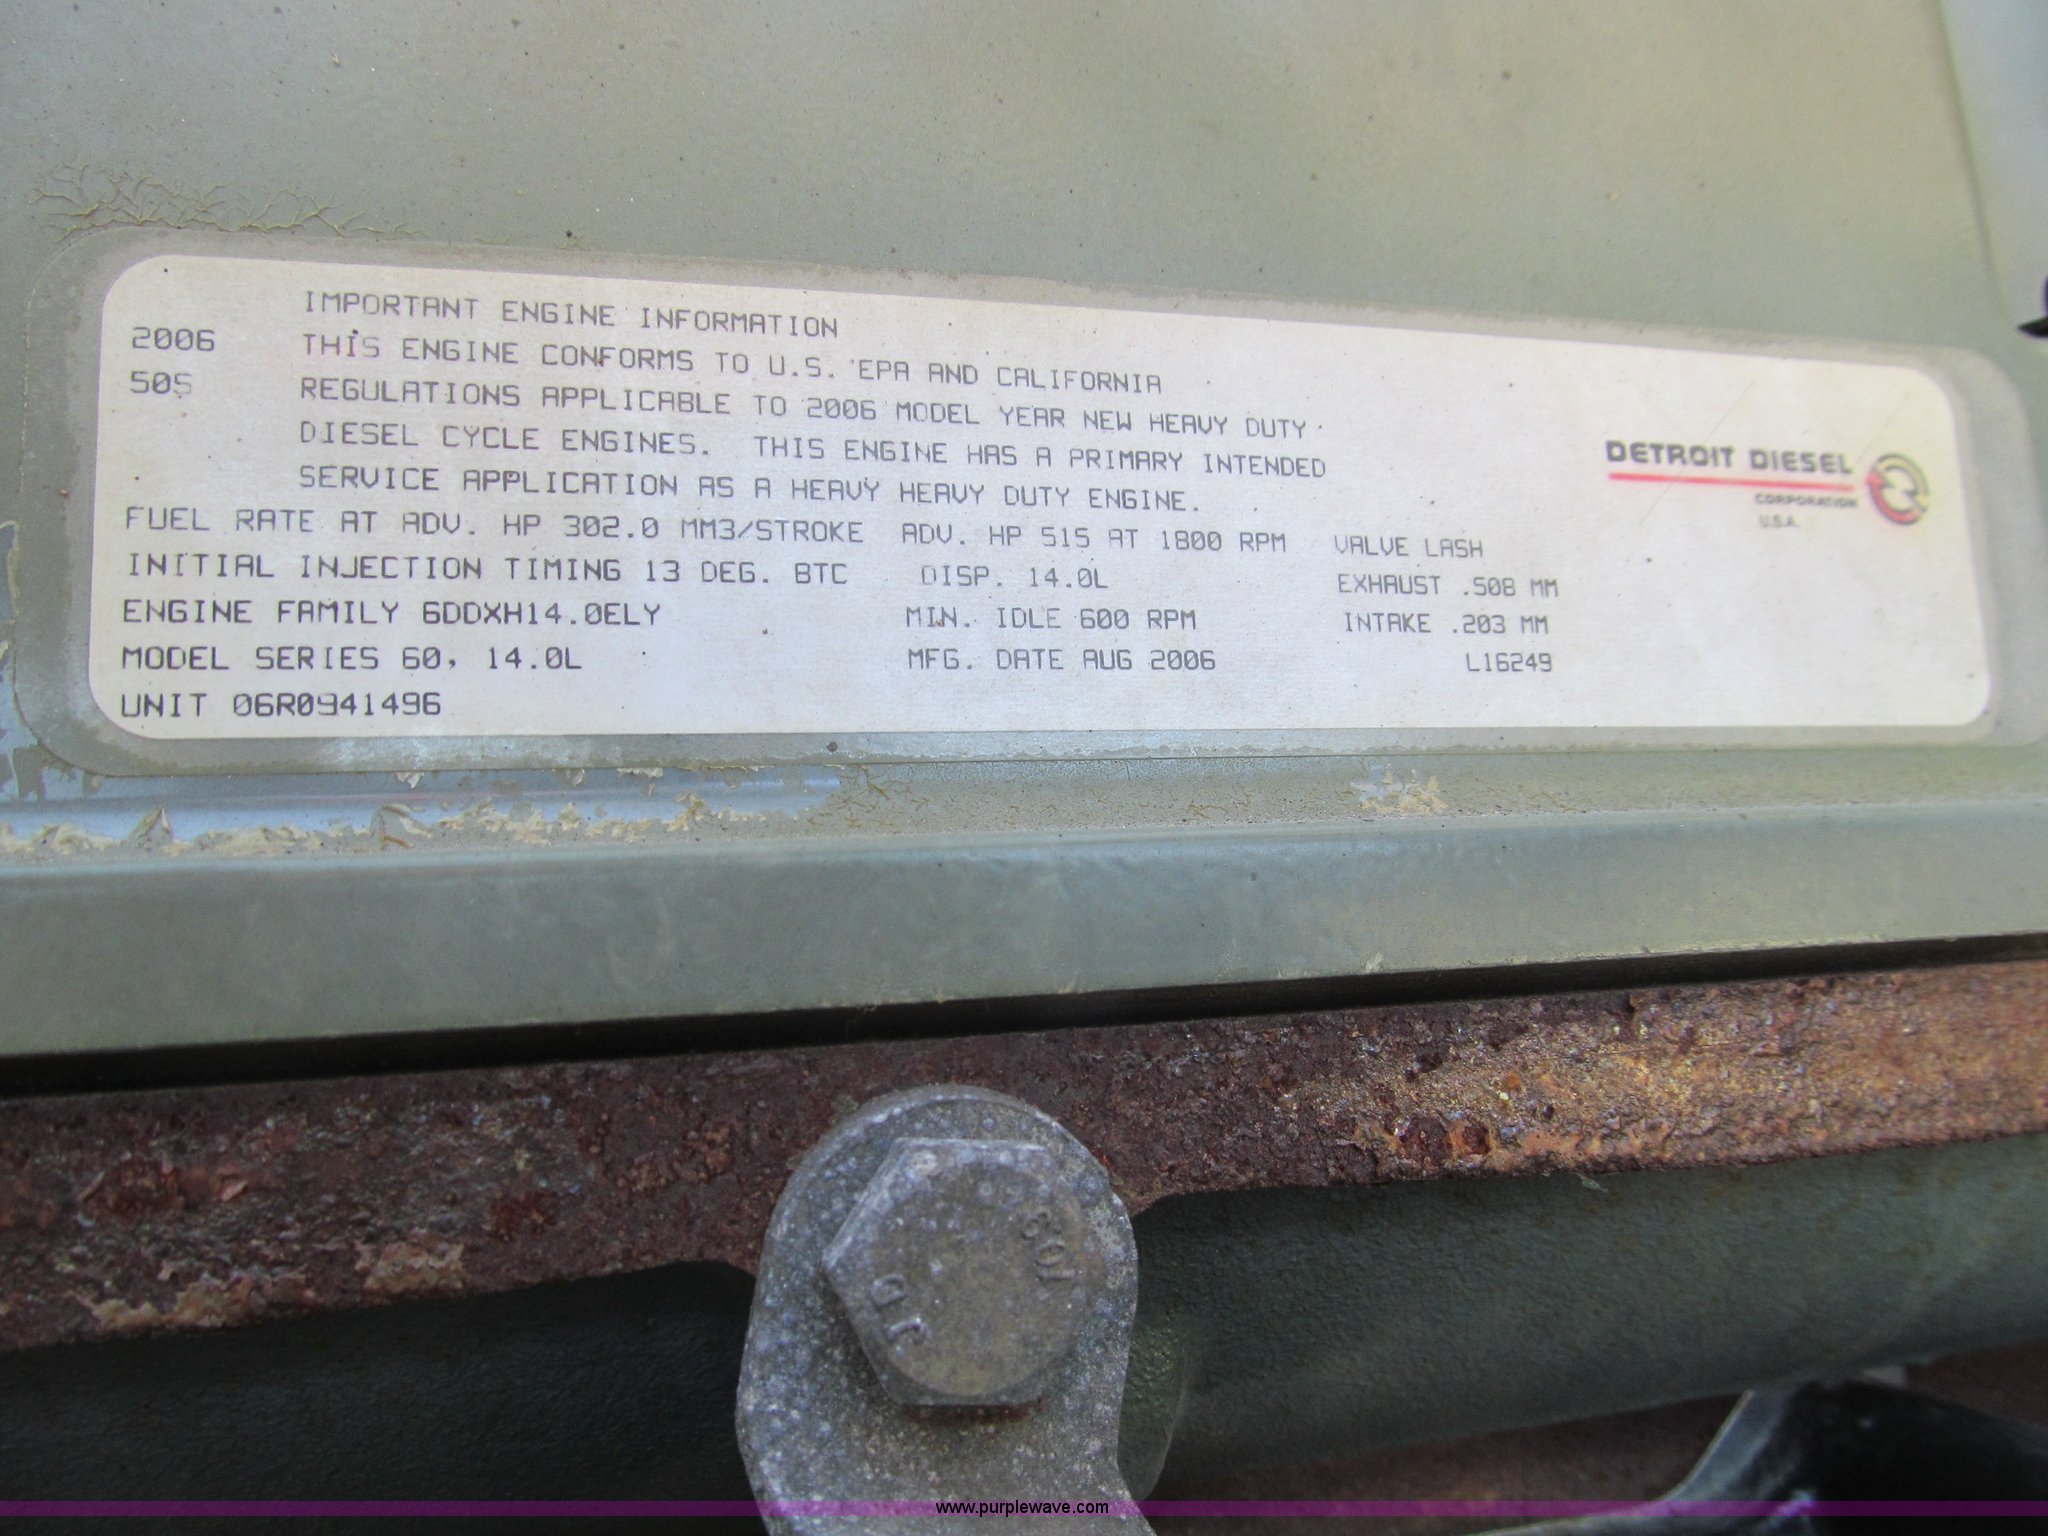 IMPORTANT ENGINE INFORMATION
2006 THIS ENGINE CONFORMS TO U.S. EPA AND CALIFORNIA
50S REGULATIONS APPLICABLE TO 2006 MODEL YEAR NEW HEAVY DUTY
DIESEL CYCLE ENGINES. THIS ENGINE HAS A PRIMARY INTENDED
SERVICE APPLICATION AS A HEAVY HEAVY DUTY ENGINE.
FUEL RATE AT ADV. HP 302.0 MM3/STROKE ADV. HP 515 AT 1800 RPM VALVE LASH
INITIAL INJECTION TIMING 13 DEG. BTC DISP. 14.0L EXHAUST .508 MM
ENGINE FAMILY 6DDXH14.0ELY MIN. IDLE 600 RPM INTAKE .203 MM
MODEL SERIES 60, 14.0L MFG. DATE AUG 2006 L16249
UNIT 06R0941496
DETROIT DIESEL
CORPORATION
U.S.A.
JD
10.9
www.purplewave.com